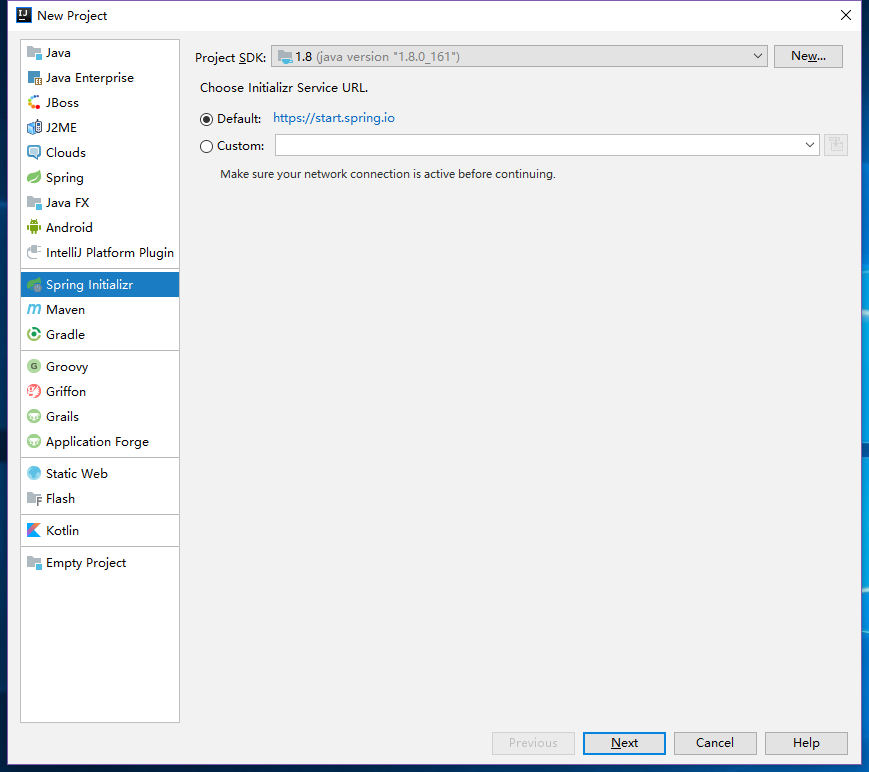 New Project
Java
Java Enterprise
JBoss
J2ME
Clouds
Spring
Java FX
Android
IntelliJ Platform Plugin
Spring Initializr
Maven
Gradle
Groovy
Griffon
Grails
Application Forge
Static Web
Flash
Kotlin
Empty Project
Project SDK: 1.8 (java version "1.8.0_161") New...
Choose Initializr Service URL.
Default: https://start.spring.io
Custom:
Make sure your network connection is active before continuing.
Previous Next Cancel Help